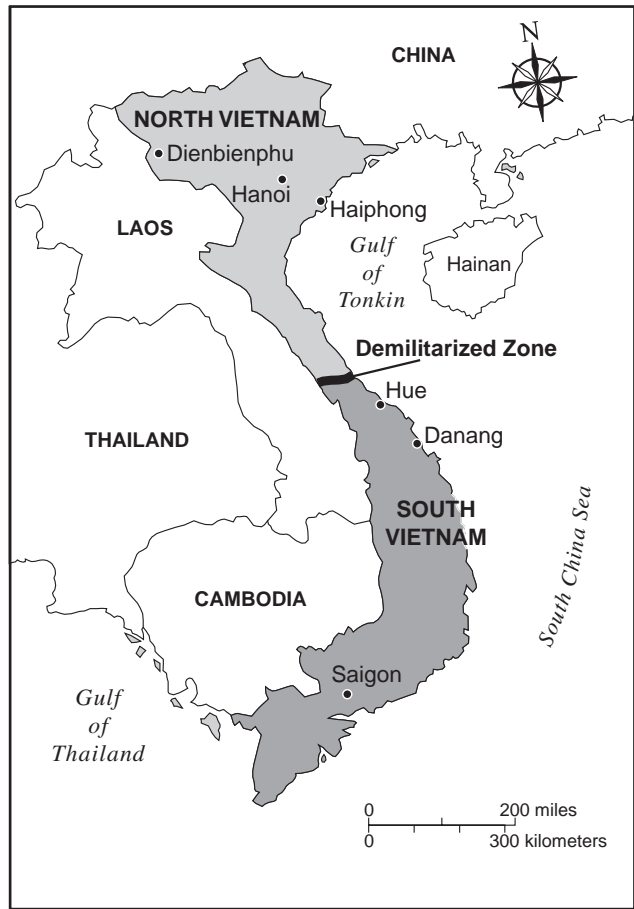 N
CHINA
NORTH VIETNAM
Dienbienphu
Hanoi
Haiphong
LAOS
Gulf
of
Tonkin
Hainan
Demilitarized Zone
Hue
Danang
THAILAND
SOUTH
VIETNAM
South China Sea
CAMBODIA
Saigon
Gulf
of
Thailand
0 200 miles
0 300 kilometers